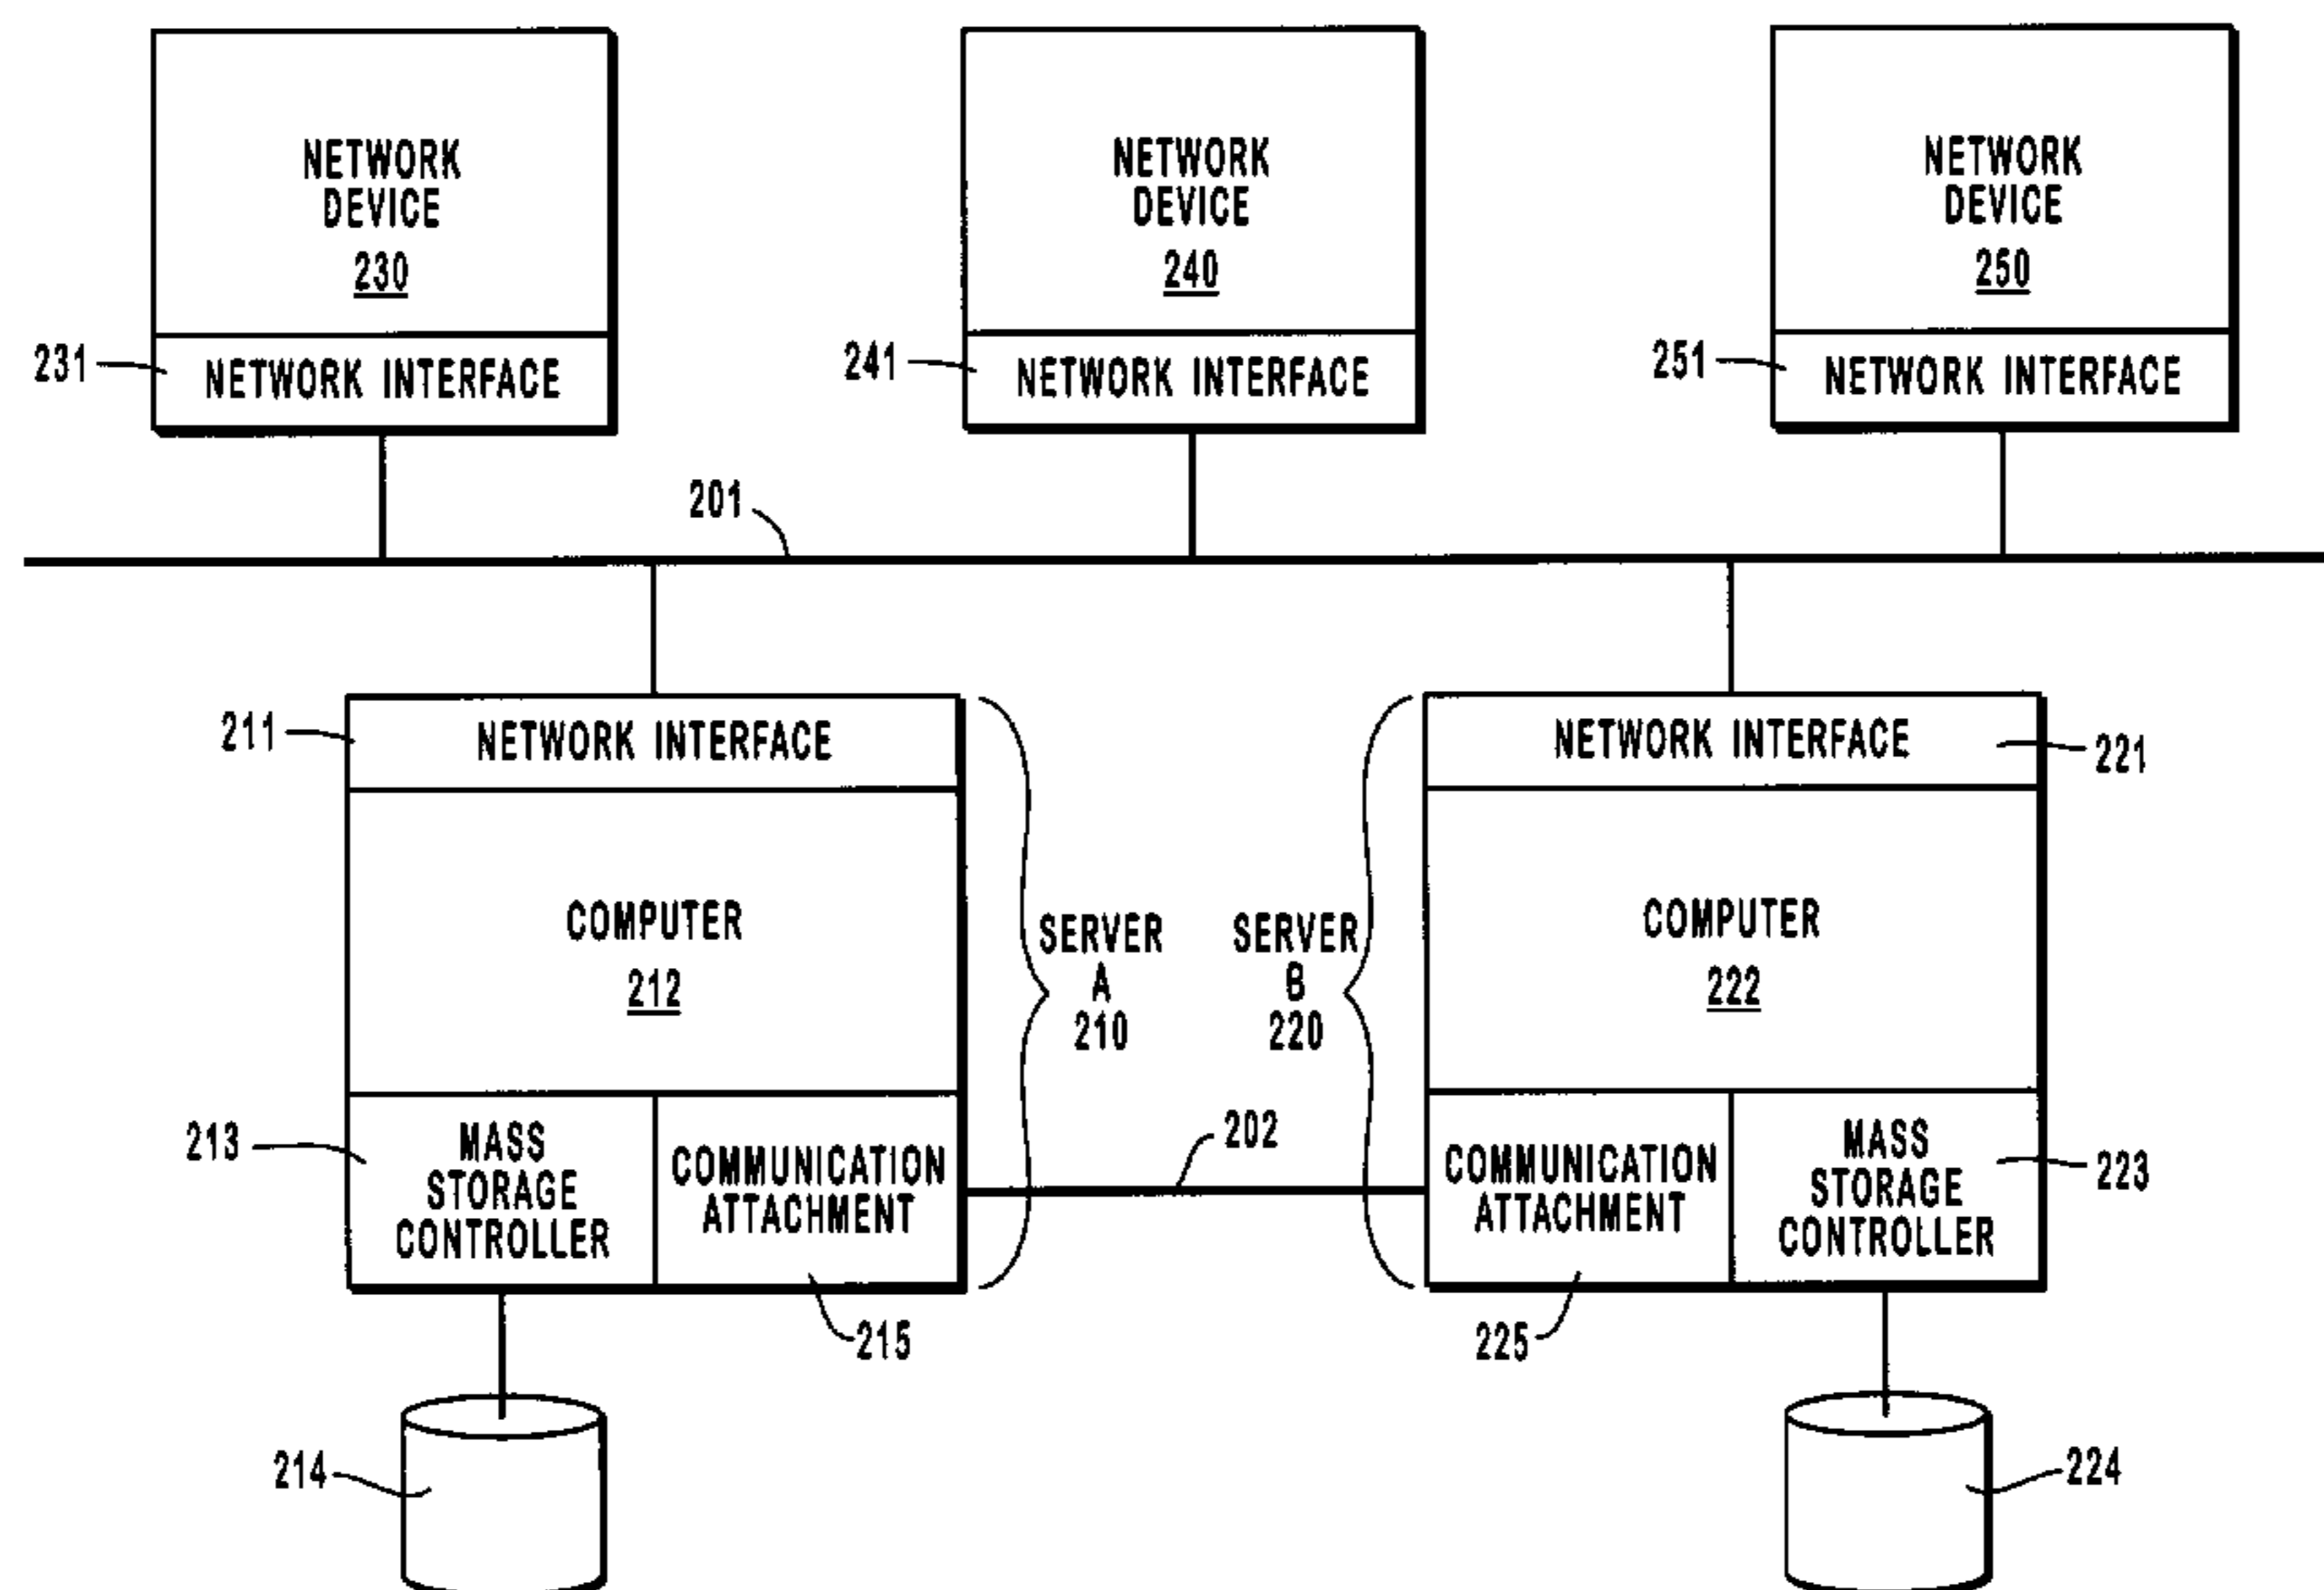 NETWORK
DEVICE
230
231
NETWORK INTERFACE
NETWORK
DEVICE
240
241
NETWORK INTERFACE
NETWORK
DEVICE
250
251
NETWORK INTERFACE
201
211
NETWORK INTERFACE
COMPUTER
212
213
MASS
STORAGE
CONTROLLER
COMMUNICATION
ATTACHMENT
215
214
SERVER
A
210
SERVER
B
220
202
NETWORK INTERFACE
221
COMPUTER
222
COMMUNICATION
ATTACHMENT
225
MASS
STORAGE
CONTROLLER
223
224